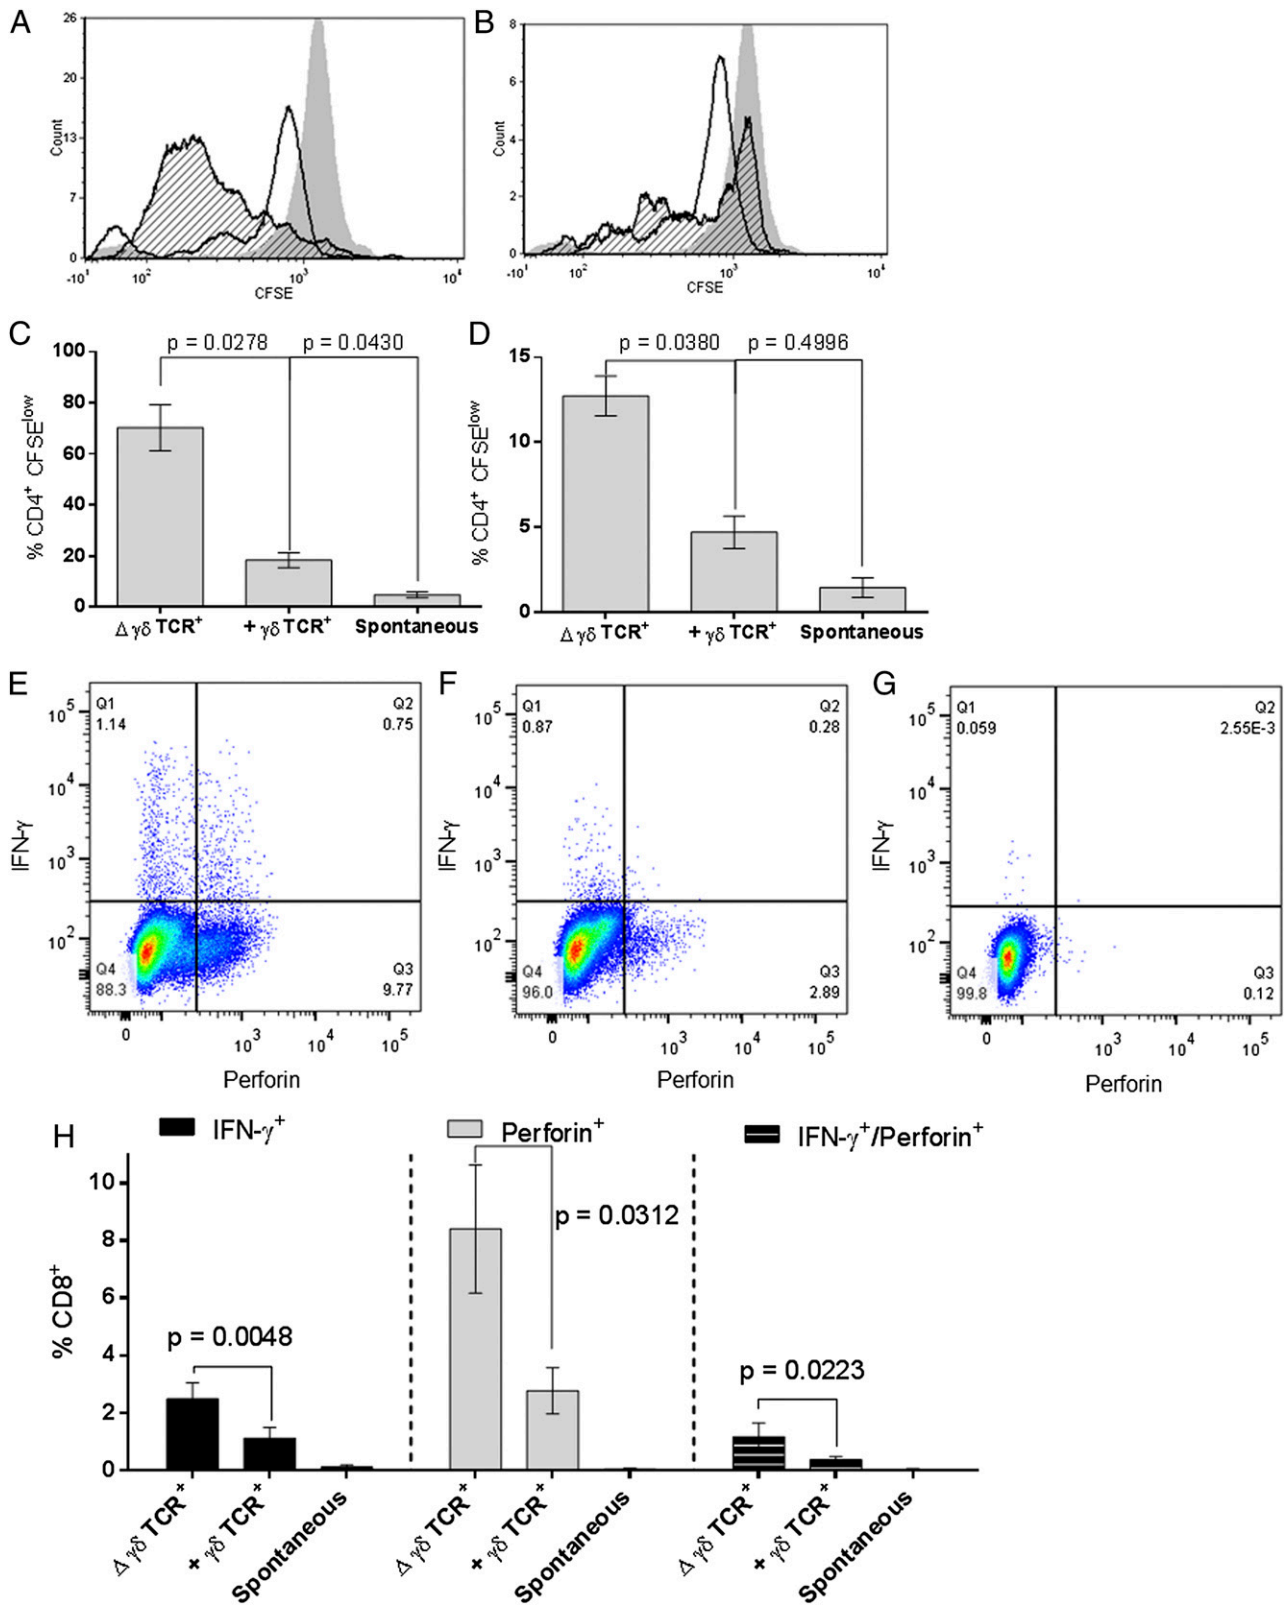 A
26
20
13
7
0
Count
-10¹ 10² 10³ 10⁴
CFSE
B
8
6
4
2
0
Count
-10¹ 10² 10³ 10⁴
CFSE
C
p = 0.0278 p = 0.0430
100
80
60
40
20
0
% CD4⁺ CFSEˡᵒʷ
Δ γδ TCR⁺ + γδ TCR⁺ Spontaneous
D
p = 0.0380 p = 0.4996
15
10
5
0
% CD4⁺ CFSEˡᵒʷ
Δ γδ TCR⁺ + γδ TCR⁺ Spontaneous
E
Q1
1.14
Q2
0.75
Q4
88.3
Q3
9.77
10⁵
10⁴
10³
10²
IFN-γ
0 10³ 10⁴ 10⁵
Perforin
F
Q1
0.87
Q2
0.28
Q4
96.0
Q3
2.89
10⁵
10⁴
10³
10²
IFN-γ
0 10³ 10⁴ 10⁵
Perforin
G
Q1
0.059
Q2
2.55E-3
Q4
99.8
Q3
0.12
10⁵
10⁴
10³
10²
IFN-γ
0 10³ 10⁴ 10⁵
Perforin
H
IFN-γ⁺ Perforin⁺ IFN-γ⁺/Perforin⁺
10
8
6
4
2
0
% CD8⁺
p = 0.0048
p = 0.0312
p = 0.0223
Δ γδ TCR⁺ + γδ TCR⁺ Spontaneous Δ γδ TCR⁺ + γδ TCR⁺ Spontaneous Δ γδ TCR⁺ + γδ TCR⁺ Spontaneous